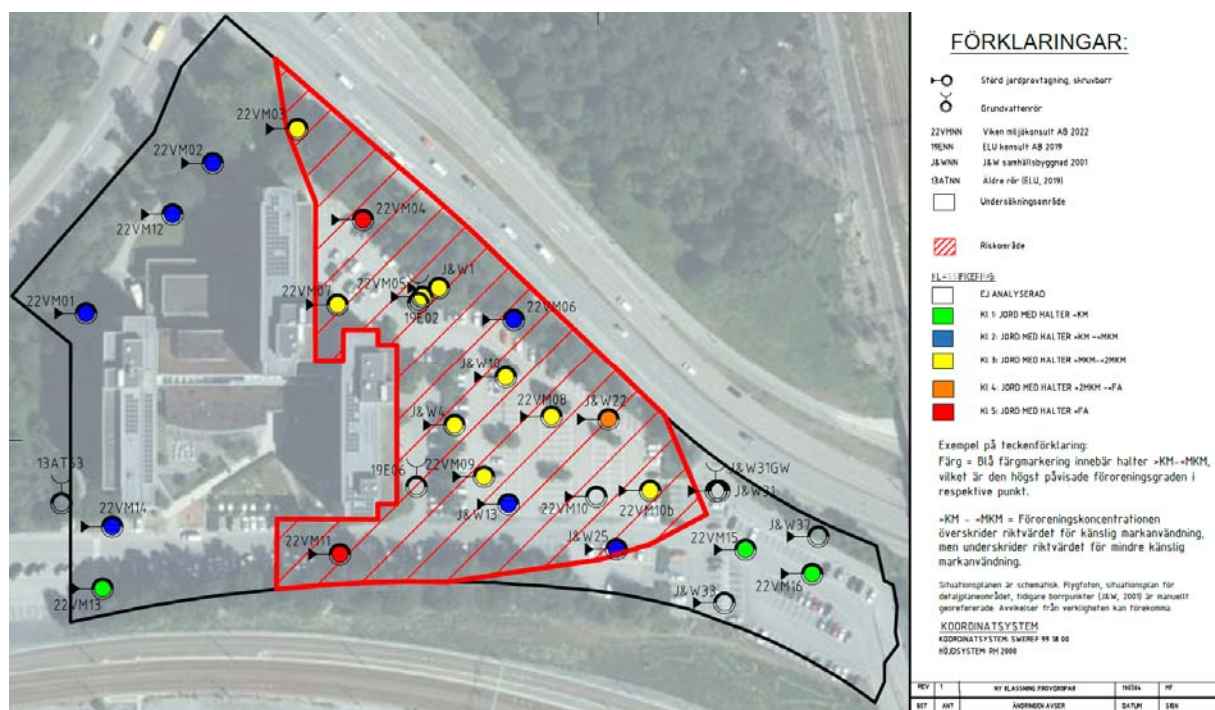 22VM03
22VM02
22VM12
22VM04
22VM01
22VM07
22VM05
J&W1
19E02
22VM06
J&W10
22VM08
J&W22
J&W4
19E06
22VM09
J&W13
22VM10
22VM10b
J&W31GW
J&W31
J&W25
22VM11
13AT63
22VM14
22VM13
22VM15
J&W37
22VM16
J&W33
FÖRKLARINGAR:
Störd jordprovtagning, skruvborr
Grundvattenrör
22VMNN Viken miljökonsult AB 2022
19ENN ELU konsult AB 2019
J&WNN J&W samhällsbyggnad 2001
13ATNN Äldre rör (ELU, 2019)
Undersökningsområde
Riskområde
KLASSIFICERING:
EJ ANALYSERAD
Kl 1: JORD MED HALTER <KM
Kl 2: JORD MED HALTER >KM -<MKM
Kl 3: JORD MED HALTER >MKM-<2MKM
Kl 4: JORD MED HALTER >2MKM -<FA
Kl 5: JORD MED HALTER >FA
Exempel på teckenförklaring:
Färg = Blå färgmarkering innebär halter >KM-<MKM,
vilket är den högst påvisade föroreningsgraden i
respektive punkt.
>KM - <MKM = Föroreningskoncentrationen
överskrider riktvärdet för känslig markanvändning,
men underskrider riktvärdet för mindre känslig
markanvändning.
Situationsplanen är schematisk. Flygfoton, situationsplan för
detaljplaneområdet, tidigare borrpunkter (J&W, 2001) är manuellt
georefererade. Avvikelser från verkligheten kan förekomma.
KOORDINATSYSTEM
KOORDINATSYSTEM: SWEREF 99 18 00
HÖJDSYSTEM: RH 2000
REV 1 NY KLASSNING PROVGROPAR MF
BET ANT ÄNDRINGEN AVSER DATUM SIGN